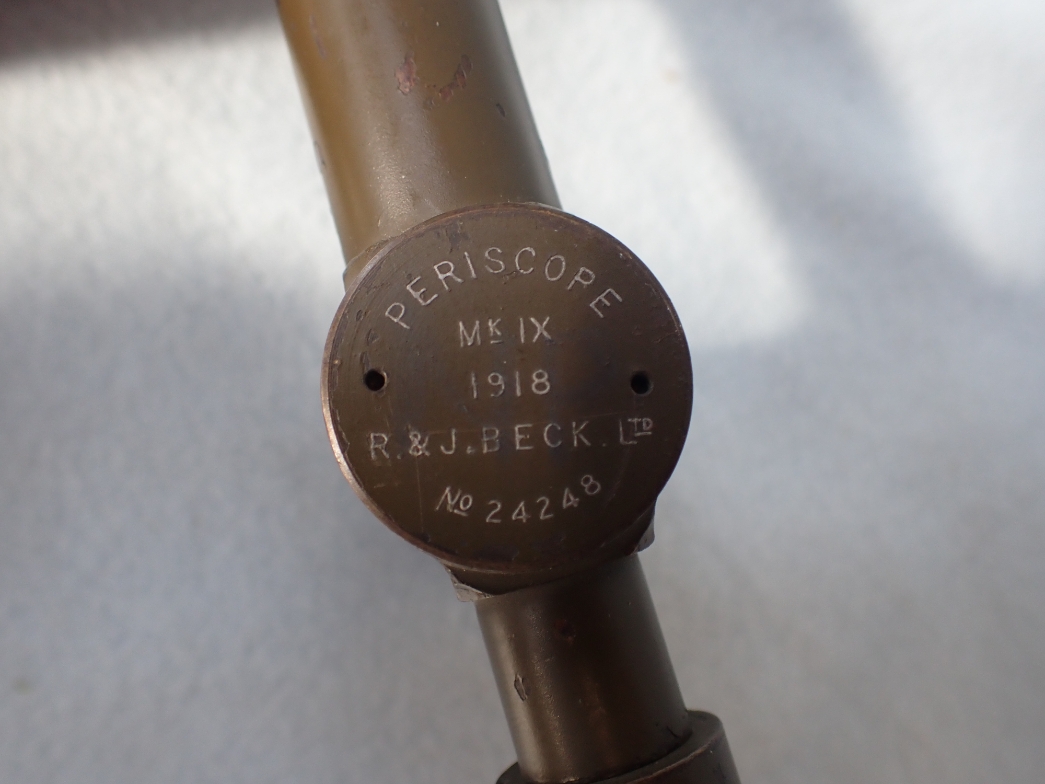 PERISCOPE
MK IX
1918
R.&J.BECK.LTD
No 24248